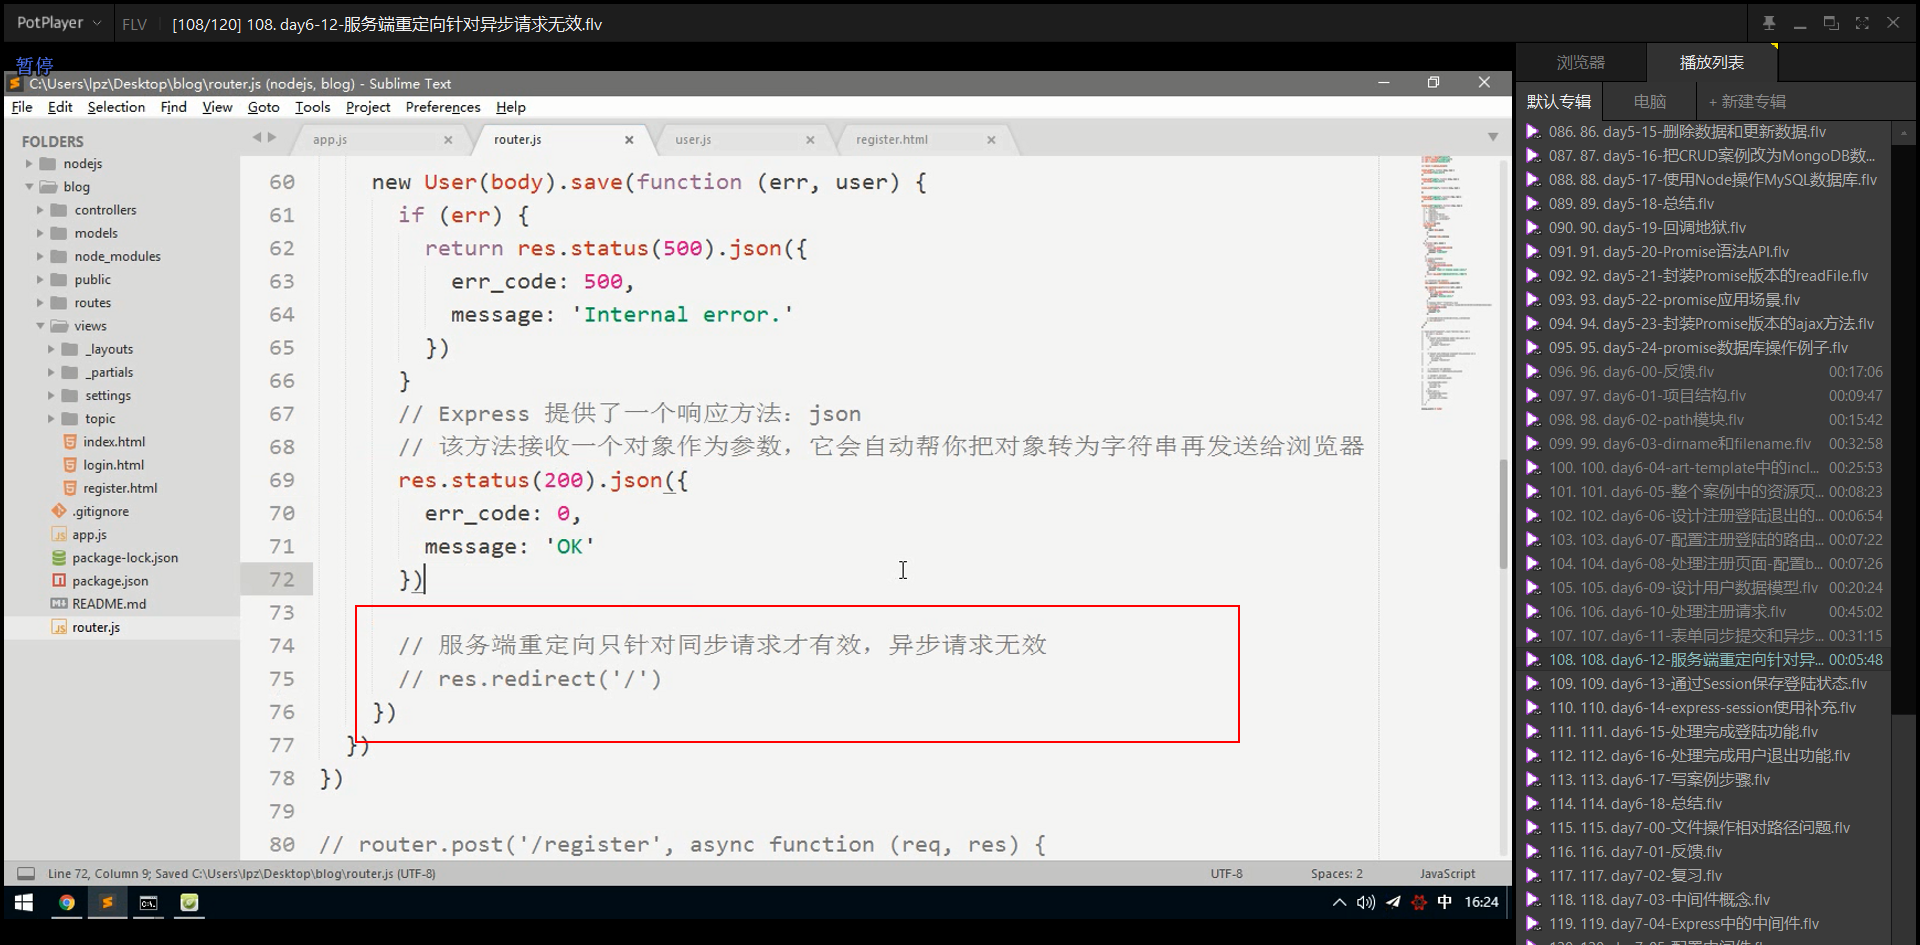 PotPlayer
FLV
[108/120] 108. day6-12-服务端重定向针对异步请求无效.flv
暂停
C:\Users\lpz\Desktop\blog\router.js (nodejs, blog) - Sublime Text
File Edit Selection Find View Goto Tools Project Preferences Help
FOLDERS
nodejs
blog
controllers
models
node_modules
public
routes
views
_layouts
_partials
settings
topic
index.html
login.html
register.html
.gitignore
app.js
package-lock.json
package.json
README.md
router.js
app.js
router.js
user.js
register.html
60 new User(body).save(function (err, user) {
61 if (err) {
62 return res.status(500).json({
63 err_code: 500,
64 message: 'Internal error.'
65 })
66 }
67 // Express 提供了一个响应方法：json
68 // 该方法接收一个对象作为参数，它会自动帮你把对象转为字符串再发送给浏览器
69 res.status(200).json({
70 err_code: 0,
71 message: 'OK'
72 })
73
74 // 服务端重定向只针对同步请求才有效，异步请求无效
75 // res.redirect('/')
76 })
77 })
78 })
79
80 // router.post('/register', async function (req, res) {
Line 72, Column 9; Saved C:\Users\lpz\Desktop\blog\router.js (UTF-8)
UTF-8
Spaces: 2
JavaScript
中
16:24
浏览器
播放列表
默认专辑
电脑
+ 新建专辑
086. 86. day5-15-删除数据和更新数据.flv
087. 87. day5-16-把CRUD案例改为MongoDB数...
088. 88. day5-17-使用Node操作MySQL数据库.flv
089. 89. day5-18-总结.flv
090. 90. day5-19-回调地狱.flv
091. 91. day5-20-Promise语法API.flv
092. 92. day5-21-封装Promise版本的readFile.flv
093. 93. day5-22-promise应用场景.flv
094. 94. day5-23-封装Promise版本的ajax方法.flv
095. 95. day5-24-promise数据库操作例子.flv
096. 96. day6-00-反馈.flv 00:17:06
097. 97. day6-01-项目结构.flv 00:09:47
098. 98. day6-02-path模块.flv 00:15:42
099. 99. day6-03-dirname和filename.flv 00:32:58
100. 100. day6-04-art-template中的incl... 00:25:53
101. 101. day6-05-整个案例中的资源页... 00:08:23
102. 102. day6-06-设计注册登陆退出的... 00:06:54
103. 103. day6-07-配置注册登陆的路由... 00:07:22
104. 104. day6-08-处理注册页面-配置b... 00:07:26
105. 105. day6-09-设计用户数据模型.flv 00:20:24
106. 106. day6-10-处理注册请求.flv 00:45:02
107. 107. day6-11-表单同步提交和异步... 00:31:15
108. 108. day6-12-服务端重定向针对异... 00:05:48
109. 109. day6-13-通过Session保存登陆状态.flv
110. 110. day6-14-express-session使用补充.flv
111. 111. day6-15-处理完成登陆功能.flv
112. 112. day6-16-处理完成用户退出功能.flv
113. 113. day6-17-写案例步骤.flv
114. 114. day6-18-总结.flv
115. 115. day7-00-文件操作相对路径问题.flv
116. 116. day7-01-反馈.flv
117. 117. day7-02-复习.flv
118. 118. day7-03-中间件概念.flv
119. 119. day7-04-Express中的中间件.flv